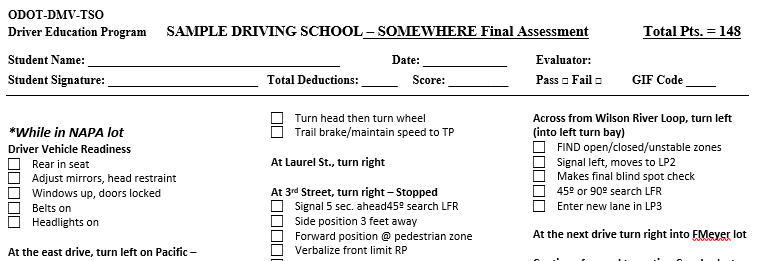 ODOT-DMV-TSO
Driver Education Program SAMPLE DRIVING SCHOOL – SOMEWHERE Final Assessment Total Pts. = 148
Student Name: Date: Evaluator:
Student Signature: Total Deductions: Score: Pass □ Fail □ GIF Code
*While in NAPA lot
Driver Vehicle Readiness
Rear in seat
Adjust mirrors, head restraint
Windows up, doors locked
Belts on
Headlights on
At the east drive, turn left on Pacific –
Turn head then turn wheel
Trail brake/maintain speed to TP
At Laurel St., turn right
At 3rd Street, turn right – Stopped
Signal 5 sec. ahead45º search LFR
Side position 3 feet away
Forward position @ pedestrian zone
Verbalize front limit RP
Across from Wilson River Loop, turn left
(into left turn bay)
FIND open/closed/unstable zones
Signal left, moves to LP2
Makes final blind spot check
45º or 90º search LFR
Enter new lane in LP3
At the next drive turn right into FMeyer lot